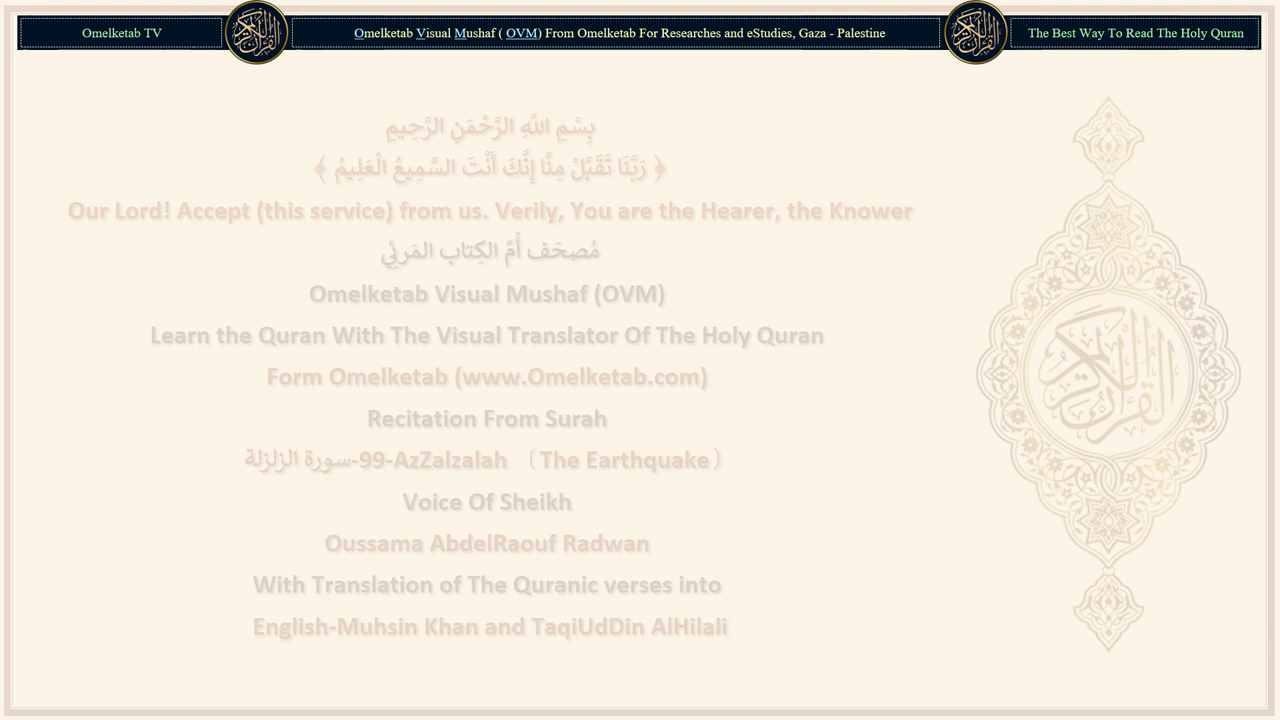 Omelketab TV
Omelketab Visual Mushaf ( OVM) From Omelketab For Researches and eStudies, Gaza - Palestine
The Best Way To Read The Holy Quran
بِسْمِ اللَّهِ الرَّحْمَنِ الرَّحِيمِ
﴿ رَبَّنَا تَقَبَّلْ مِنَّا إِنَّكَ أَنْتَ السَّمِيعُ الْعَلِيمُ ﴾
Our Lord! Accept (this service) from us. Verily, You are the Hearer, the Knower
مُصحَف أُمِّ الكِتاب المَرئِي
Omelketab Visual Mushaf (OVM)
Learn the Quran With The Visual Translator Of The Holy Quran
Form Omelketab (www.Omelketab.com)
Recitation From Surah
سورة الزلزلة-99-AzZalzalah （The Earthquake）
Voice Of Sheikh
Oussama AbdelRaouf Radwan
With Translation of The Quranic verses into
English-Muhsin Khan and TaqiUdDin AlHilali
القرآن الكريم